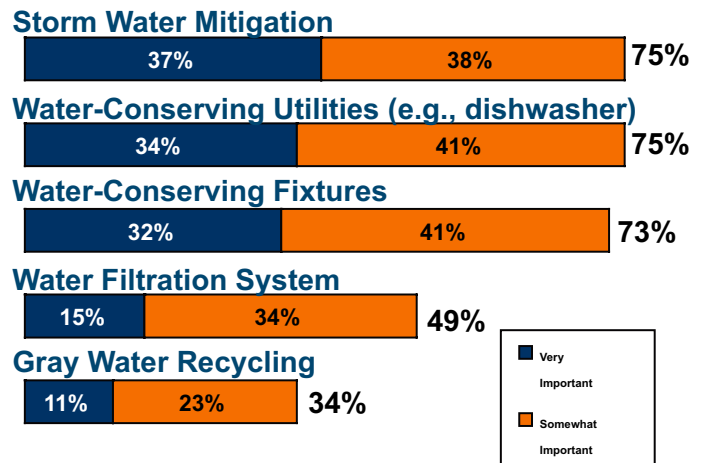 Storm Water Mitigation
37% 38% 75%
Water-Conserving Utilities (e.g., dishwasher)
34% 41% 75%
Water-Conserving Fixtures
32% 41% 73%
Water Filtration System
15% 34% 49%
Gray Water Recycling
11% 23% 34%
Very
Important
Somewhat
Important